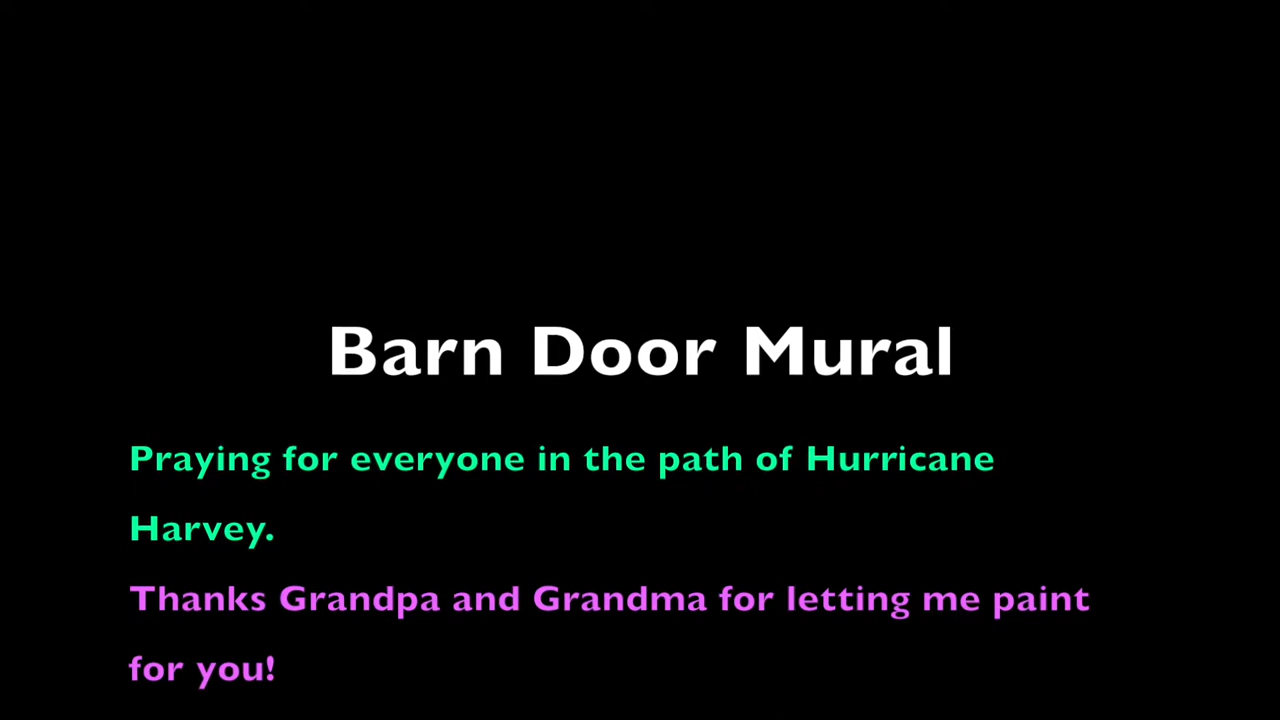 Barn Door Mural
Praying for everyone in the path of Hurricane
Harvey.
Thanks Grandpa and Grandma for letting me paint
for you!